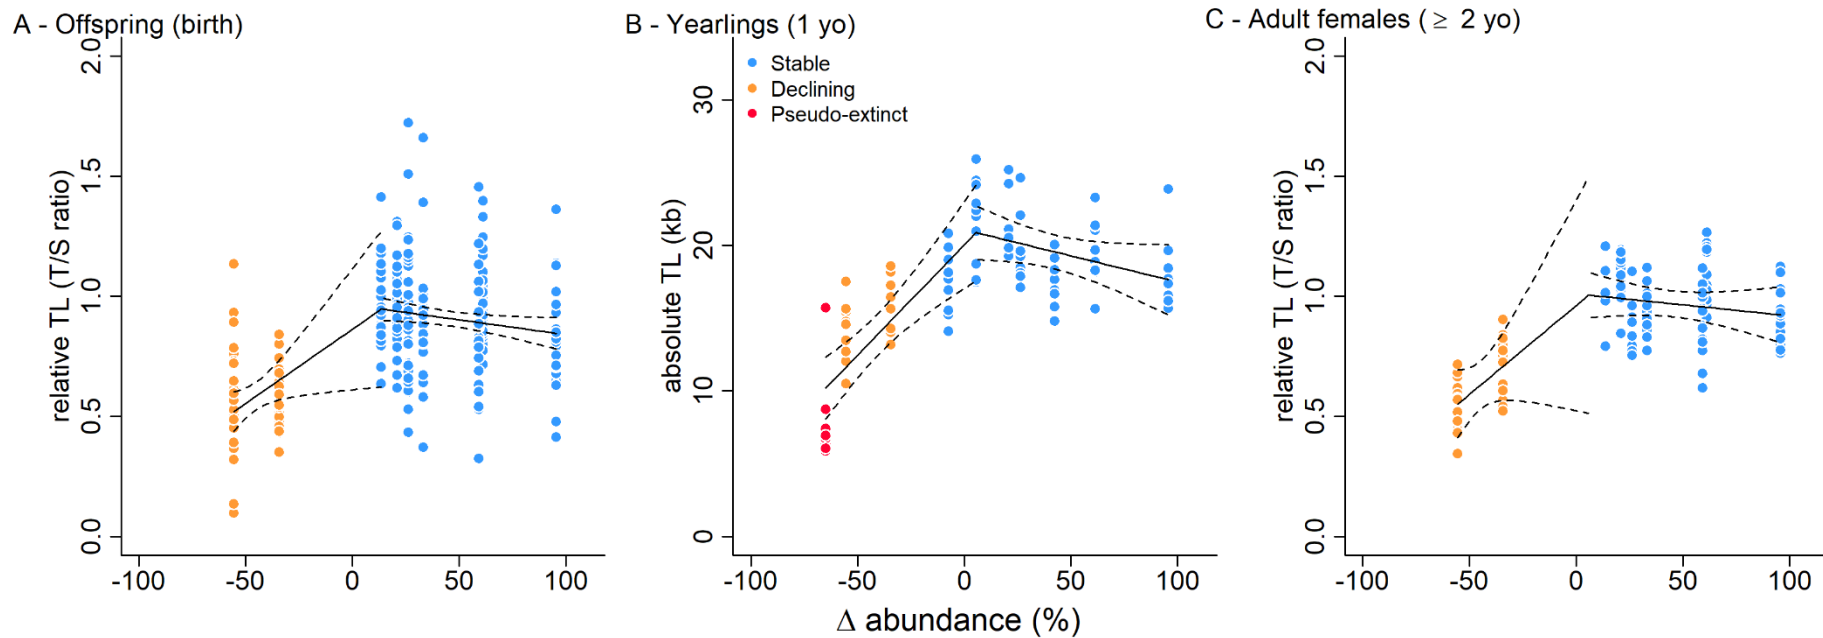 A - Offspring (birth)
relative TL (T/S ratio)
2.0
1.5
1.0
0.5
0.0
-100
-50
0
50
100
B - Yearlings (1 yo)
Stable
Declining
Pseudo-extinct
absolute TL (kb)
30
20
10
0
-100
-50
0
50
100
Δ abundance (%)
C - Adult females ( ≥ 2 yo)
relative TL (T/S ratio)
2.0
1.5
1.0
0.5
0.0
-100
-50
0
50
100